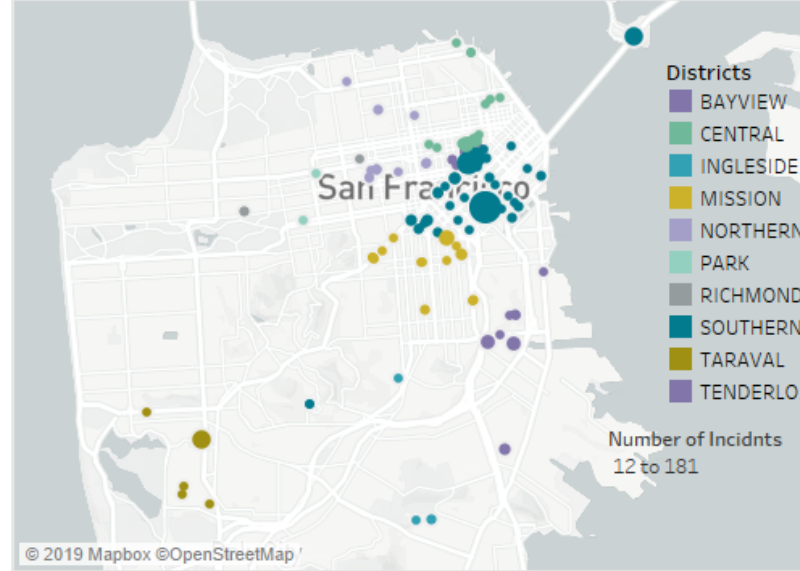 San Francisco
Districts
BAYVIEW
CENTRAL
INGLESIDE
MISSION
NORTHERN
PARK
RICHMOND
SOUTHERN
TARAVAL
TENDERLO
Number of Incidnts
12 to 181
© 2019 Mapbox ©OpenStreetMap